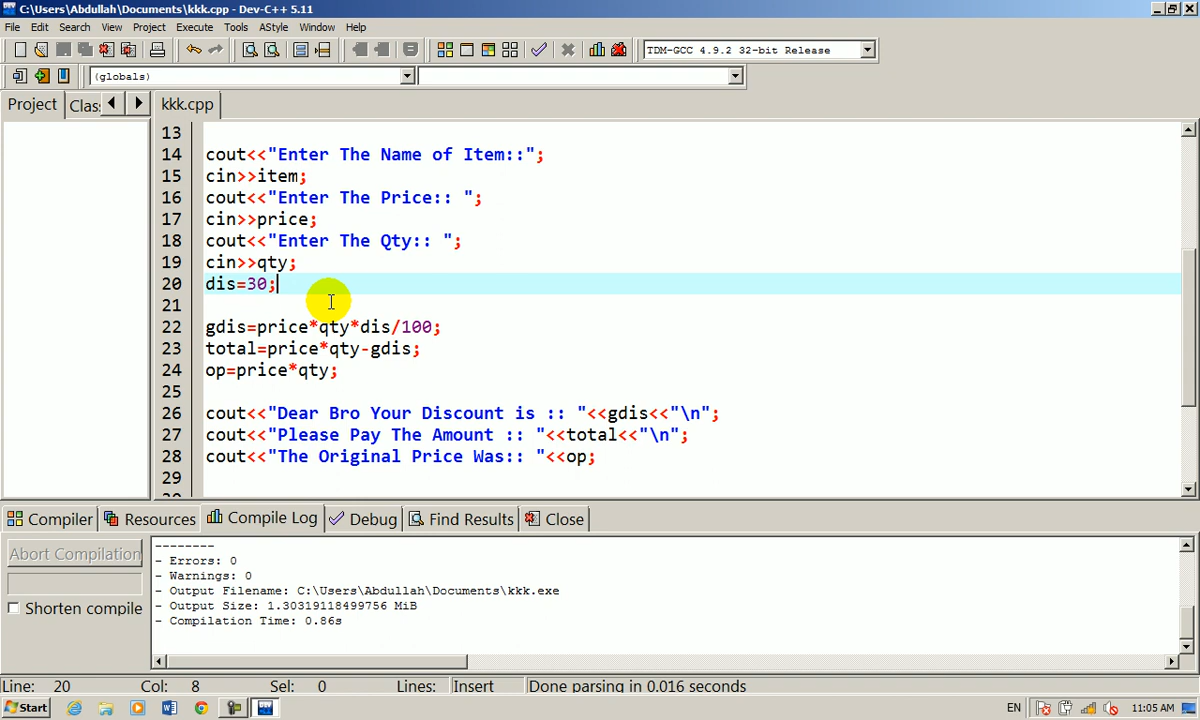 C:\Users\Abdullah\Documents\kkk.cpp - Dev-C++ 5.11
File Edit Search View Project Execute Tools AStyle Window Help
TDM-GCC 4.9.2 32-bit Release
(globals)
Project Clas kkk.cpp
13
14 cout<<"Enter The Name of Item::";
15 cin>>item;
16 cout<<"Enter The Price:: ";
17 cin>>price;
18 cout<<"Enter The Qty:: ";
19 cin>>qty;
20 dis=30;
21
22 gdis=price*qty*dis/100;
23 total=price*qty-gdis;
24 op=price*qty;
25
26 cout<<"Dear Bro Your Discount is :: "<<gdis<<"\n";
27 cout<<"Please Pay The Amount :: "<<total<<"\n";
28 cout<<"The Original Price Was:: "<<op;
29
Compiler Resources Compile Log Debug Find Results Close
Abort Compilation
Shorten compile
--------
- Errors: 0
- Warnings: 0
- Output Filename: C:\Users\Abdullah\Documents\kkk.exe
- Output Size: 1.30319118499756 MiB
- Compilation Time: 0.86s
Line: 20 Col: 8 Sel: 0 Lines: Insert Done parsing in 0.016 seconds
Start EN 11:05 AM